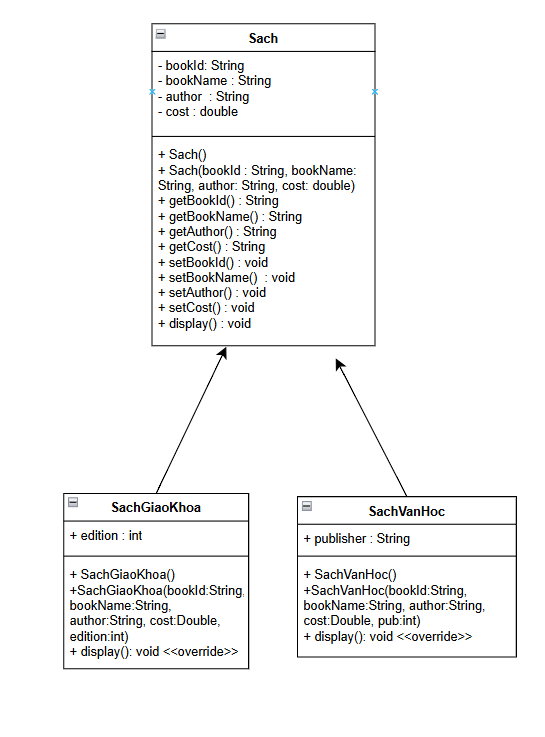 Sach
- bookId: String
- bookName : String
- author : String
- cost : double
+ Sach()
+ Sach(bookId : String, bookName:
String, author: String, cost: double)
+ getBookId() : String
+ getBookName() : String
+ getAuthor() : String
+ getCost() : String
+ setBookId() : void
+ setBookName() : void
+ setAuthor() : void
+ setCost() : void
+ display() : void
SachGiaoKhoa
+ edition : int
+ SachGiaoKhoa()
+SachGiaoKhoa(bookId:String,
bookName:String,
author:String, cost:Double,
edition:int)
+ display(): void <<override>>
SachVanHoc
+ publisher : String
+ SachVanHoc()
+SachVanHoc(bookId:String,
bookName:String, author:String,
cost:Double, pub:int)
+ display(): void <<override>>